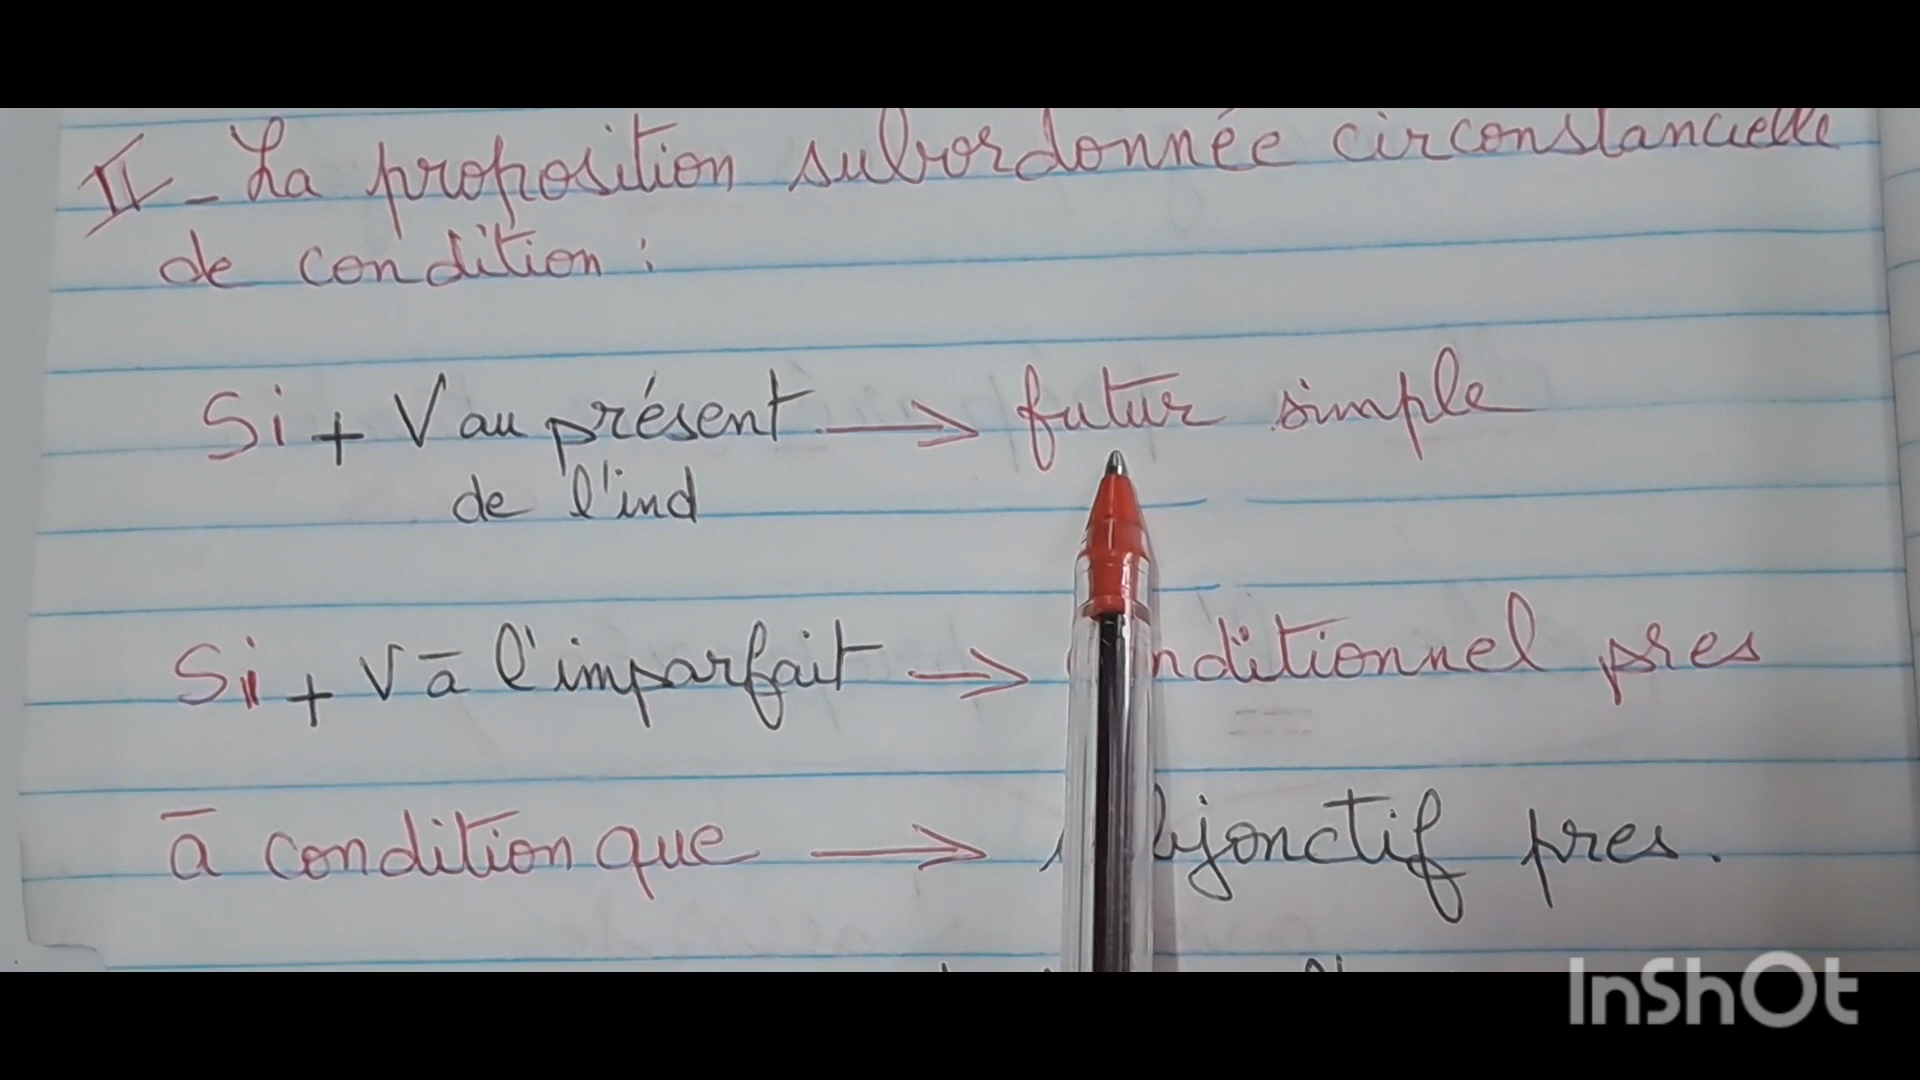 II - La proposition subordonnée circonstancielle
de condition :
Si + V au présent → futur simple
de l'ind
Si + V à l'imparfait → nditionnel pres
à condition que → jonctif pres.
InShOt